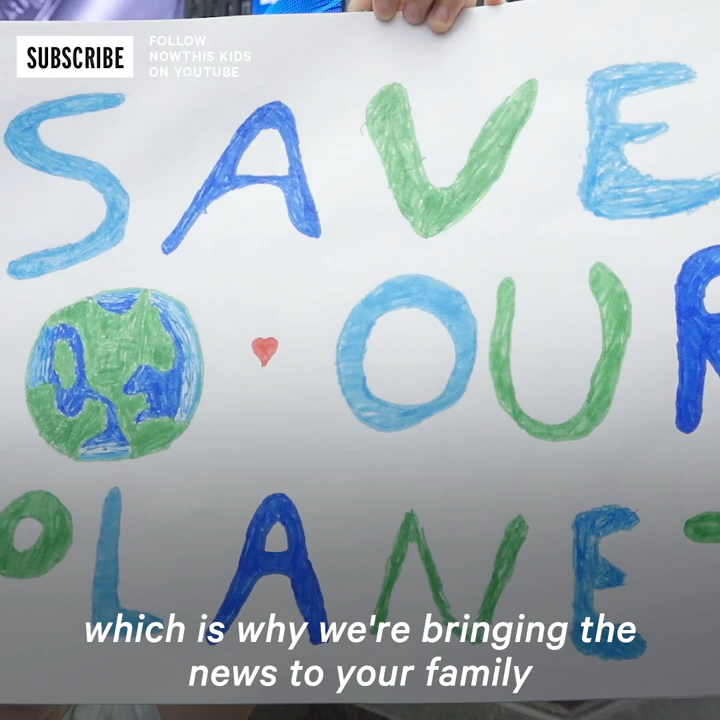 SUBSCRIBE
FOLLOW
NOWTHIS KIDS
ON YOUTUBE
SAVE
OUR
PLANET
which is why we're bringing the
news to your family